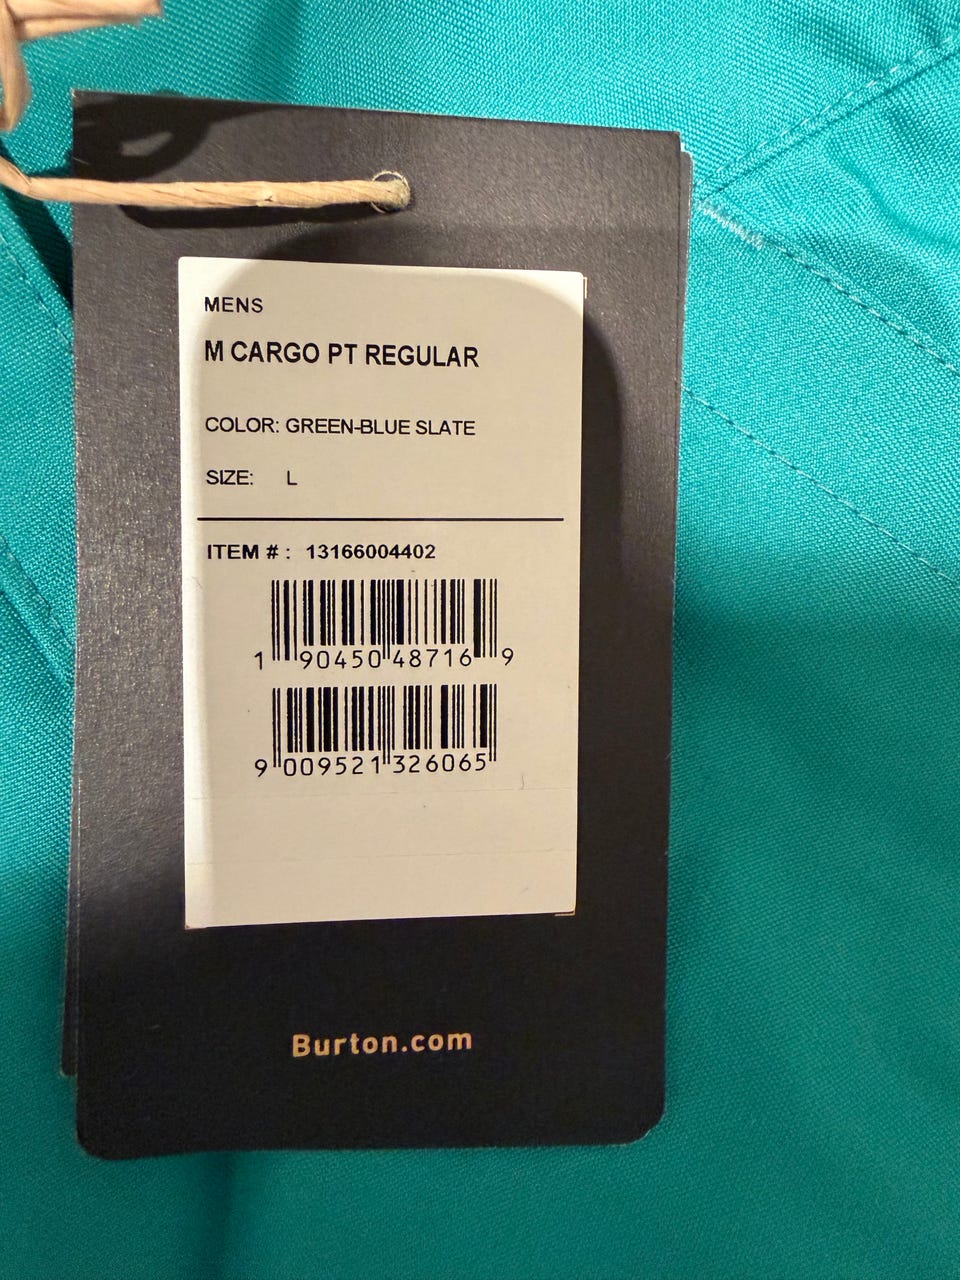 MENS
M CARGO PT REGULAR
COLOR: GREEN-BLUE SLATE
SIZE: L
ITEM # : 13166004402
1 90450 48716 9
9 009521 326065
Burton.com